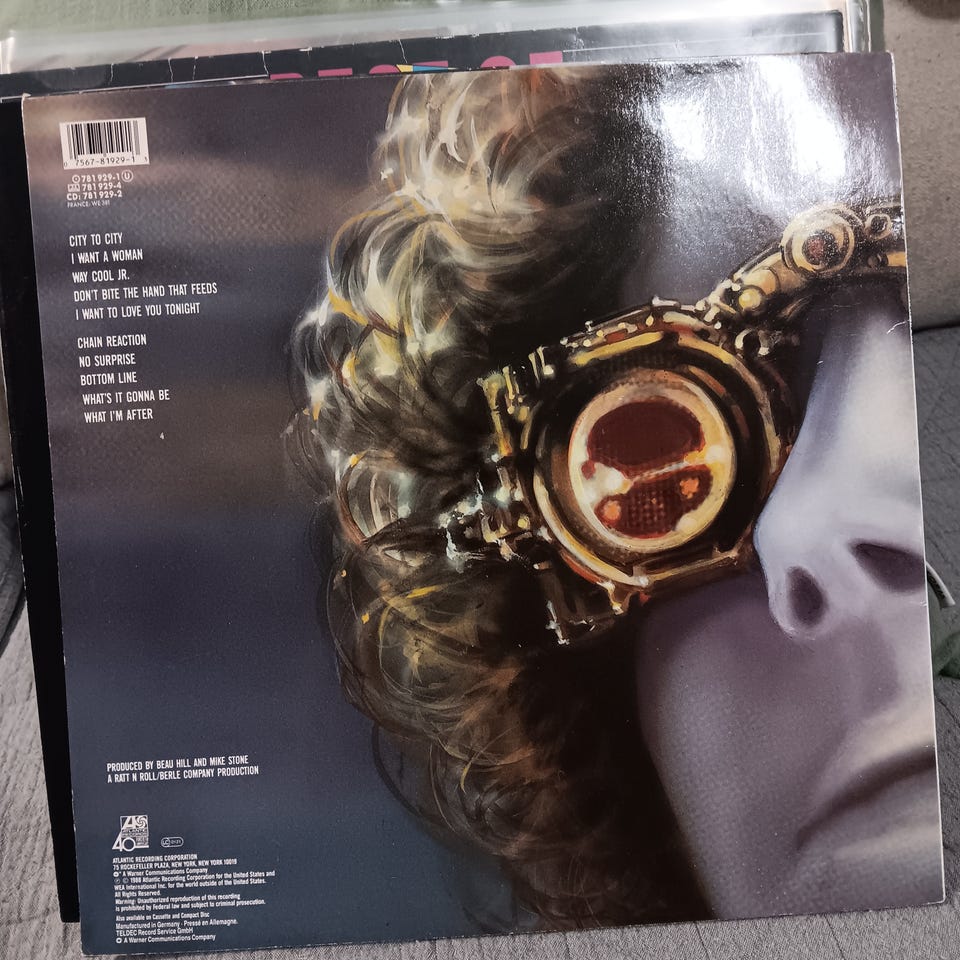 BEST OF
0 7567-81929-1 3
781 929-1 U
781 929-4
CD: 781 929-2
FRANCE: WE 381
CITY TO CITY
I WANT A WOMAN
WAY COOL JR.
DON'T BITE THE HAND THAT FEEDS
I WANT TO LOVE YOU TONIGHT
CHAIN REACTION
NO SURPRISE
BOTTOM LINE
WHAT'S IT GONNA BE
WHAT I'M AFTER
PRODUCED BY BEAU HILL AND MIKE STONE
A RATT N ROLL/BERLE COMPANY PRODUCTION
ATLANTIC
40
ATLANTIC RECORDING CORPORATION
75 ROCKEFELLER PLAZA, NEW YORK, NEW YORK 10019
A Warner Communications Company
℗ © 1988 Atlantic Recording Corporation for the United States and
WEA International Inc. for the world outside of the United States.
All Rights Reserved.
Warning: Unauthorized reproduction of this recording
is prohibited by Federal law and subject to criminal prosecution.
Also available on Cassette and Compact Disc
Manufactured in Germany · Pressé en Allemagne.
TELDEC Record Service GmbH
A Warner Communications Company